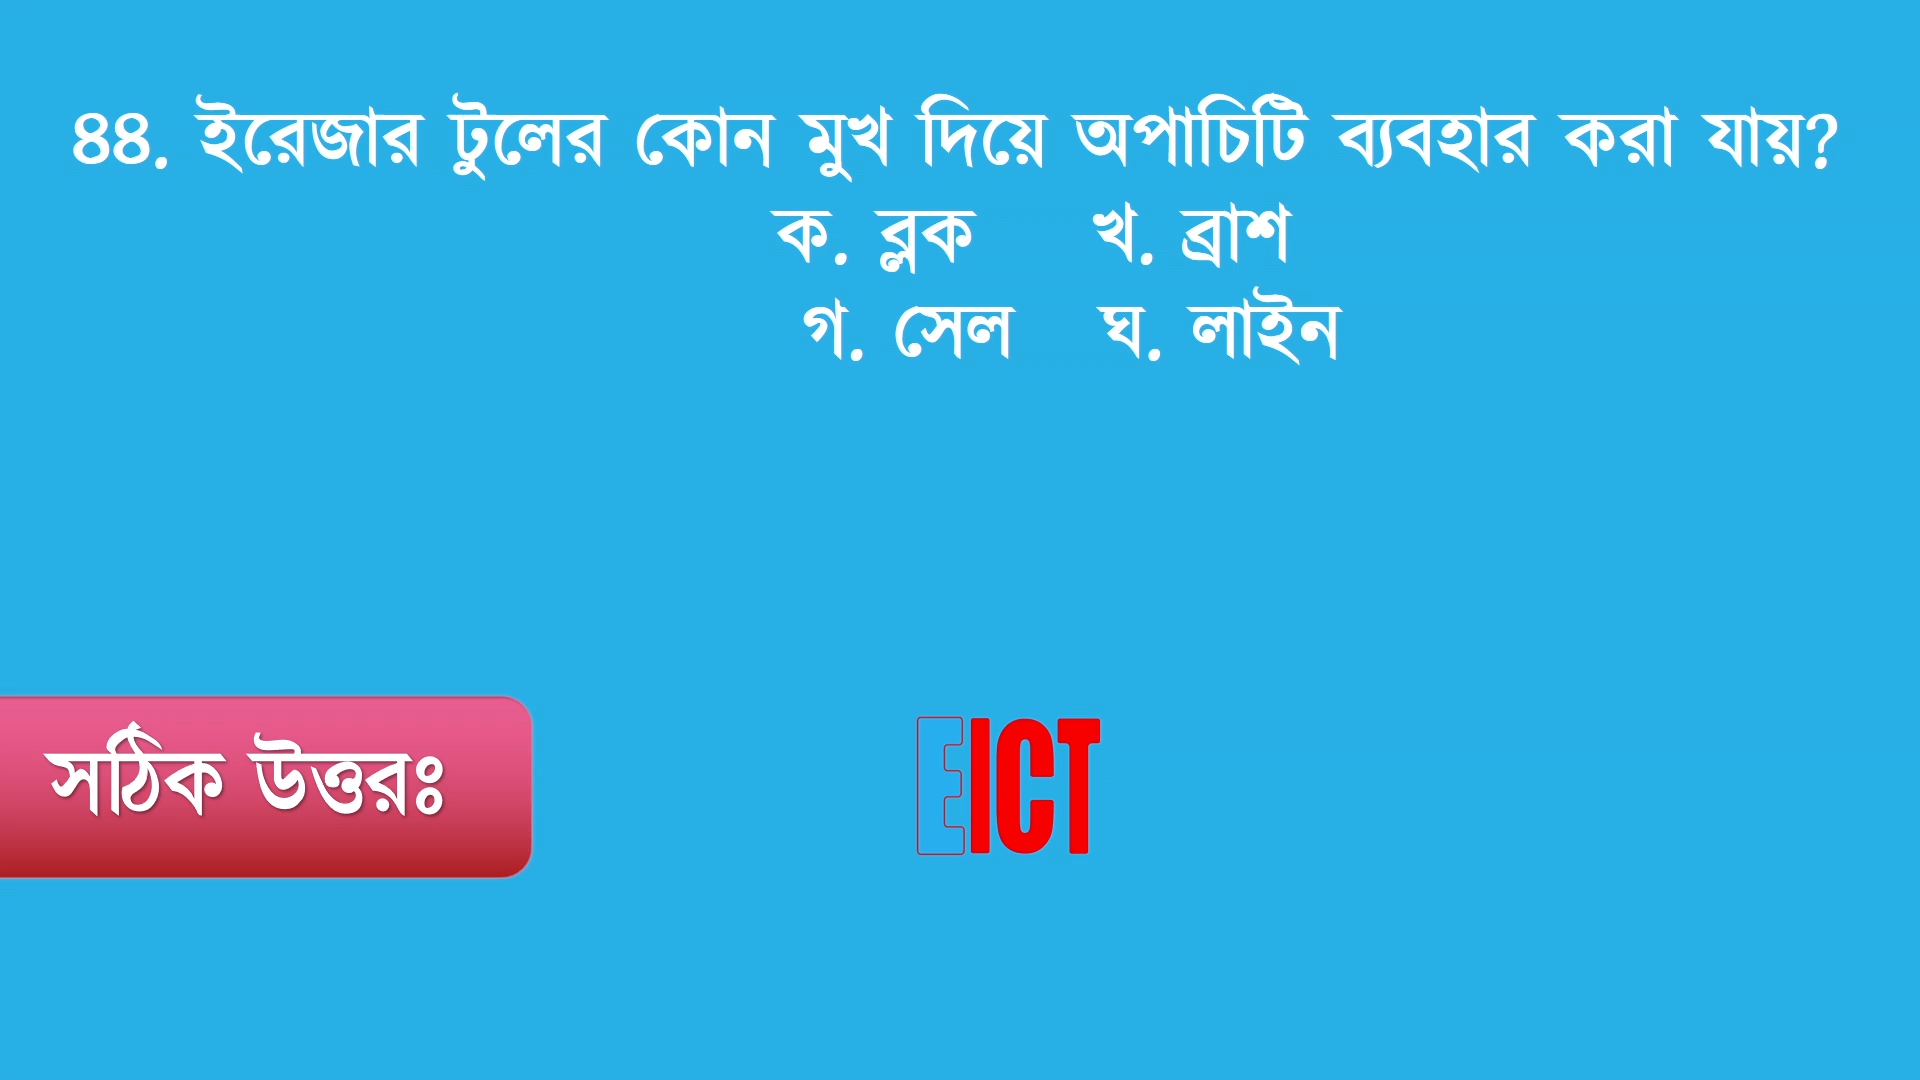 ৪৪. ইরেজার টুলের কোন মুখ দিয়ে অপাচিটি ব্যবহার করা যায়?
ক. ব্লক খ. ব্রাশ
গ. সেল ঘ. লাইন
সঠিক উত্তরঃ
EICT